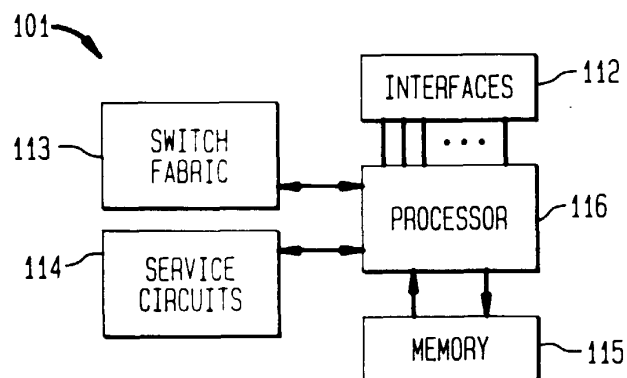 101
INTERFACES
112
113
SWITCH
FABRIC
PROCESSOR
116
114
SERVICE
CIRCUITS
MEMORY
115